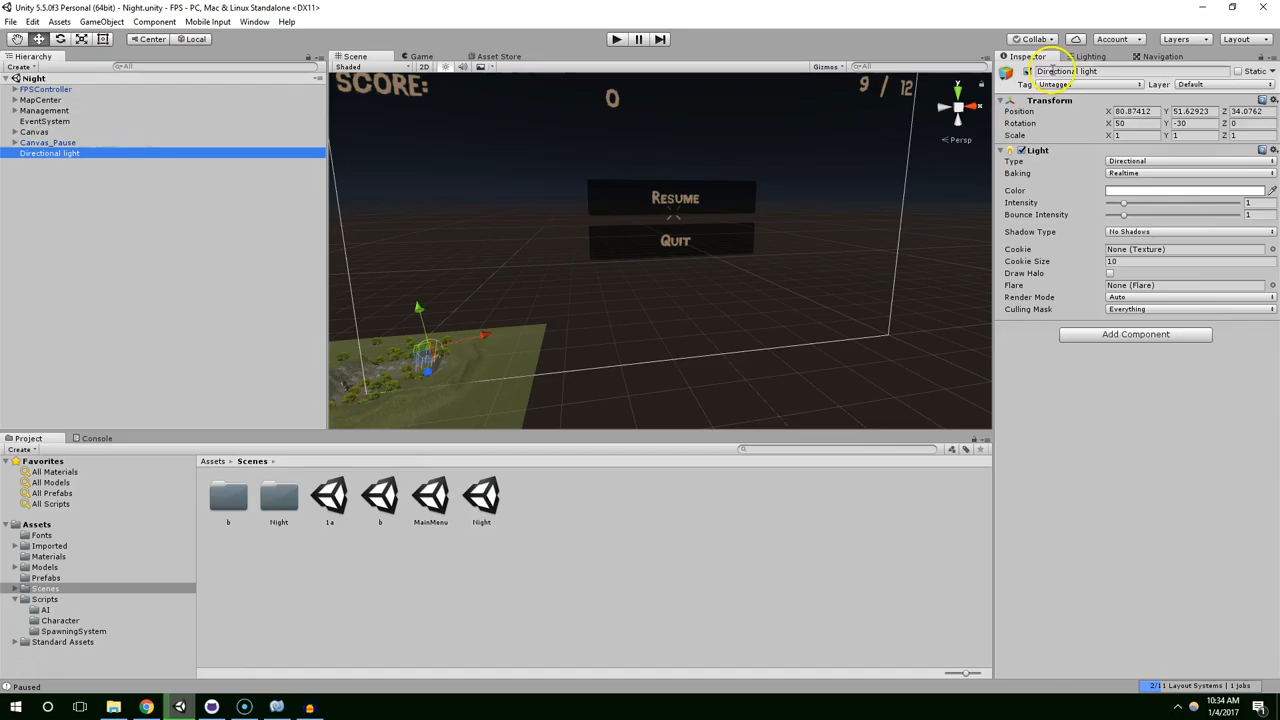 Unity 5.5.0f3 Personal (64bit) - Night.unity - FPS - PC, Mac & Linux Standalone <DX11>
File Edit Assets GameObject Component Mobile Input Window Help
Center Local Collab Account Layers Layout
Hierarchy Scene Game Asset Store Inspector Lighting Navigation
Create All Shaded 2D Gizmos All Directional light Static
Night
FPSController
MapCenter
Management
EventSystem
Canvas
Canvas_Pause
Directional light
SCORE:
0
9 / 12
y
x
Persp
RESUME
QUIT
Tag Untagged Layer Default
Transform
Position X 80.87412 Y 51.62923 Z 34.0762
Rotation X 50 Y -30 Z 0
Scale X 1 Y 1 Z 1
Light
Type Directional
Baking Realtime
Color
Intensity 1
Bounce Intensity 1
Shadow Type No Shadows
Cookie None (Texture)
Cookie Size 10
Draw Halo
Flare None (Flare)
Render Mode Auto
Culling Mask Everything
Add Component
Project Console
Create
Favorites
All Materials
All Models
All Prefabs
All Scripts
Assets
Fonts
Imported
Materials
Models
Prefabs
Scenes
Scripts
AI
Character
SpawningSystem
Standard Assets
Assets Scenes
b Night 1a b MainMenu Night
Paused
2/11 Layout Systems | 1 jobs
10:34 AM
1/4/2017
1